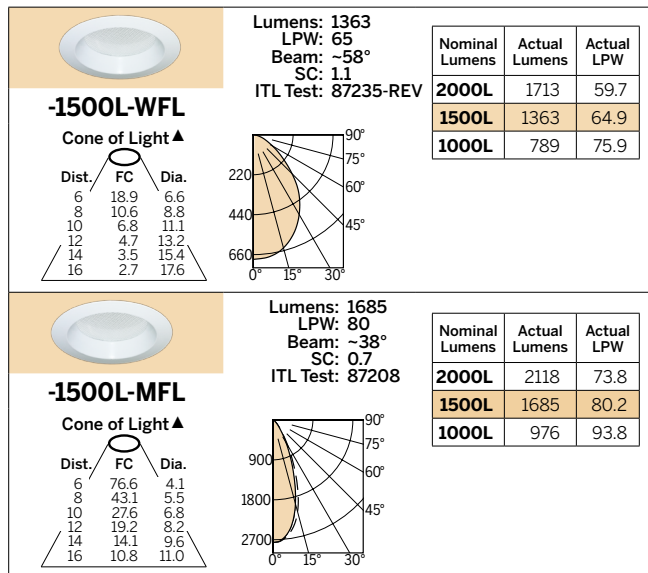 -1500L-WFL
Cone of Light▲
Dist. FC Dia.
6 18.9 6.6
8 10.6 8.8
10 6.8 11.1
12 4.7 13.2
14 3.5 15.4
16 2.7 17.6
Lumens: 1363
LPW: 65
Beam: ~58°
SC: 1.1
ITL Test: 87235-REV
90°
75°
60°
45°
220
440
660
0° 15° 30°
Nominal Lumens Actual Lumens Actual LPW
2000L 1713 59.7
1500L 1363 64.9
1000L 789 75.9
-1500L-MFL
Cone of Light▲
Dist. FC Dia.
6 76.6 4.1
8 43.1 5.5
10 27.6 6.8
12 19.2 8.2
14 14.1 9.6
16 10.8 11.0
Lumens: 1685
LPW: 80
Beam: ~38°
SC: 0.7
ITL Test: 87208
90°
75°
60°
45°
900
1800
2700
0° 15° 30°
Nominal Lumens Actual Lumens Actual LPW
2000L 2118 73.8
1500L 1685 80.2
1000L 976 93.8